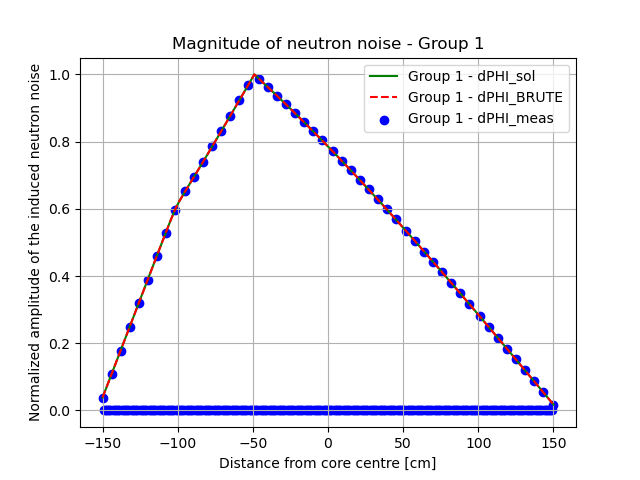 Magnitude of neutron noise - Group 1
Normalized amplitude of the induced neutron noise
1.0
0.8
0.6
0.4
0.2
0.0
Group 1 - dPHI_sol
Group 1 - dPHI_BRUTE
Group 1 - dPHI_meas
−150 −100 −50 0 50 100 150
Distance from core centre [cm]